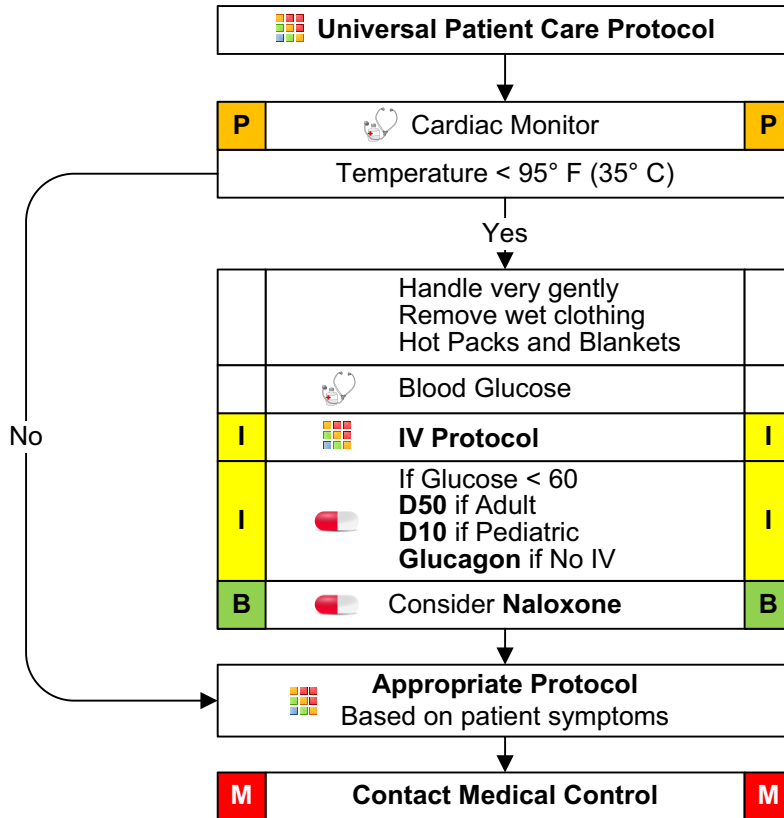 Universal Patient Care Protocol
P Cardiac Monitor P
Temperature < 95° F (35° C)
Yes
Handle very gently
Remove wet clothing
Hot Packs and Blankets
Blood Glucose
No
I IV Protocol I
If Glucose < 60
D50 if Adult
I D10 if Pediatric I
Glucagon if No IV
B Consider Naloxone B
Appropriate Protocol
Based on patient symptoms
M Contact Medical Control M